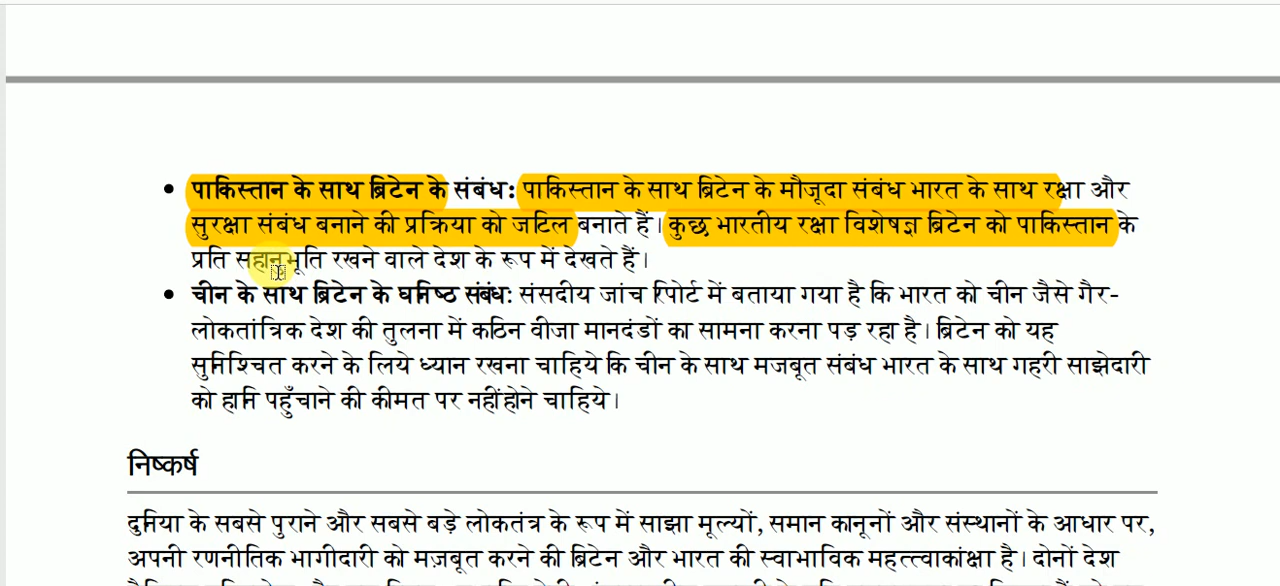 • पाकिस्तान के साथ ब्रिटेन के संबंध: पाकिस्तान के साथ ब्रिटेन के मौजूदा संबंध भारत के साथ रक्षा और
सुरक्षा संबंध बनाने की प्रक्रिया को जटिल बनाते हैं। कुछ भारतीय रक्षा विशेषज्ञ ब्रिटेन को पाकिस्तान के
प्रति सहानुभूति रखने वाले देश के रूप में देखते हैं।
• चीन के साथ ब्रिटेन के घनिष्ठ संबंध: संसदीय जांच रिपोर्ट में बताया गया है कि भारत को चीन जैसे गैर-
लोकतांत्रिक देश की तुलना में कठिन वीजा मानदंडों का सामना करना पड़ रहा है। ब्रिटेन को यह
सुनिश्चित करने के लिये ध्यान रखना चाहिये कि चीन के साथ मजबूत संबंध भारत के साथ गहरी साझेदारी
को हानि पहुँचाने की कीमत पर नहीं होने चाहिये।
निष्कर्ष
दुनिया के सबसे पुराने और सबसे बड़े लोकतंत्र के रूप में साझा मूल्यों, समान कानूनों और संस्थानों के आधार पर,
अपनी रणनीतिक भागीदारी को मज़बूत करने की ब्रिटेन और भारत की स्वाभाविक महत्त्वाकांक्षा है। दोनों देश